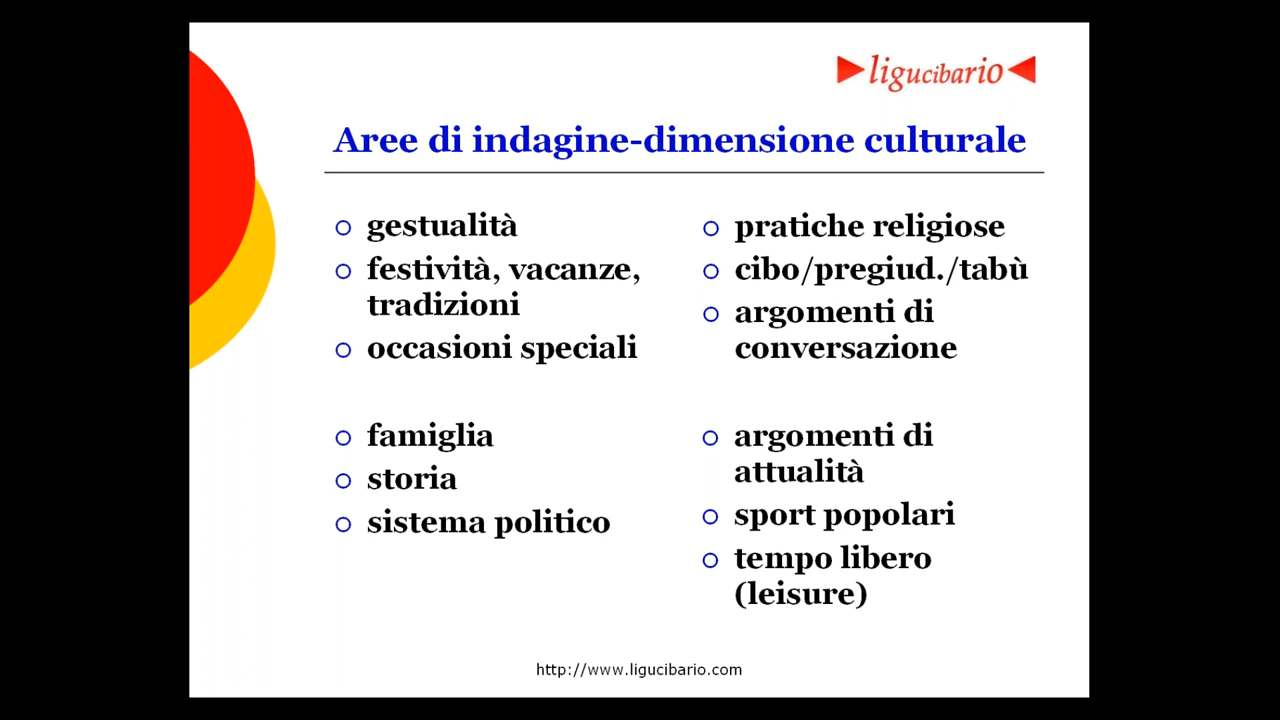 ligucibario
Aree di indagine-dimensione culturale
gestualità
festività, vacanze,
tradizioni
occasioni speciali
pratiche religiose
cibo/pregiud./tabù
argomenti di
conversazione
famiglia
storia
sistema politico
argomenti di
attualità
sport popolari
tempo libero
(leisure)
http://www.ligucibario.com